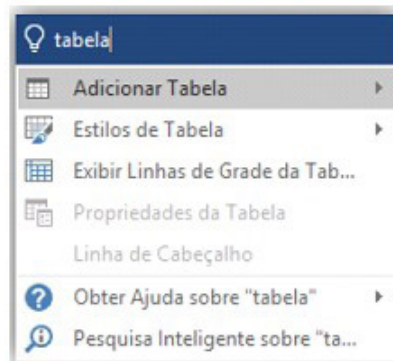 tabela
Adicionar Tabela
Estilos de Tabela
Exibir Linhas de Grade da Tab...
Propriedades da Tabela
Linha de Cabeçalho
Obter Ajuda sobre "tabela"
Pesquisa Inteligente sobre "ta...